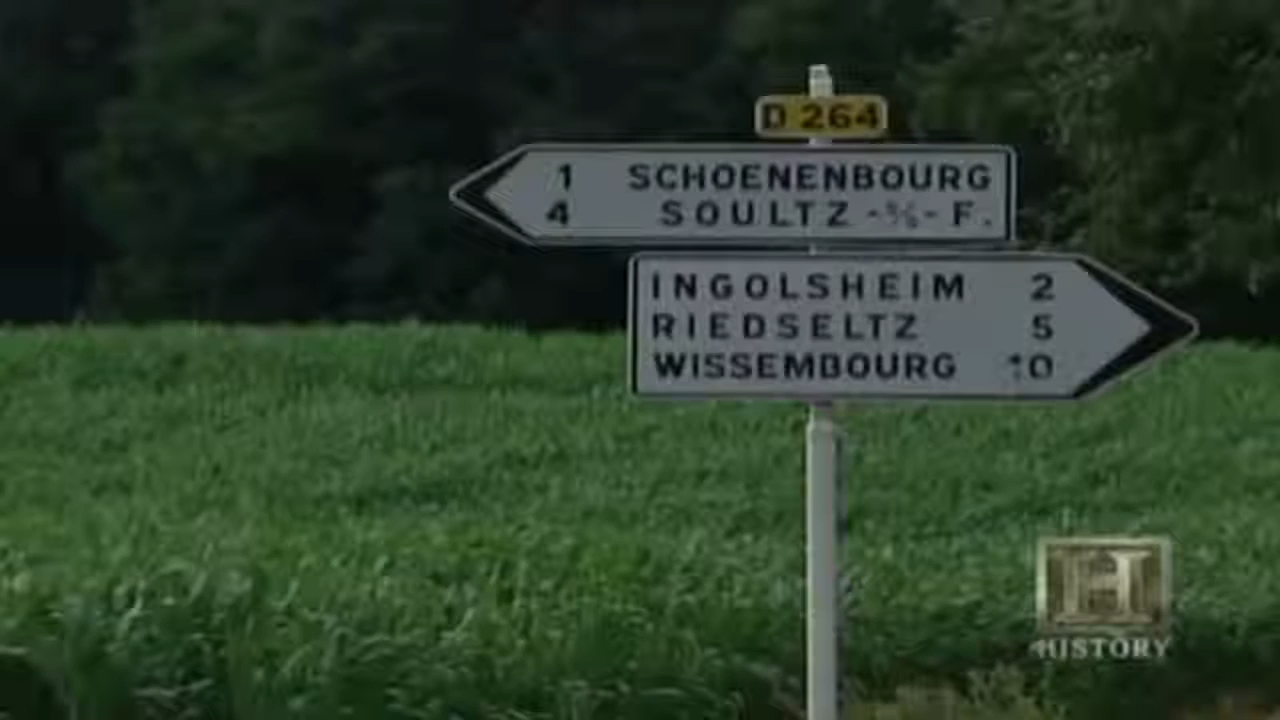 D 264
1 SCHOENENBOURG
4 SOULTZ -S/S- F.
INGOLSHEIM 2
RIEDSELTZ 5
WISSEMBOURG 10
H
HISTORY